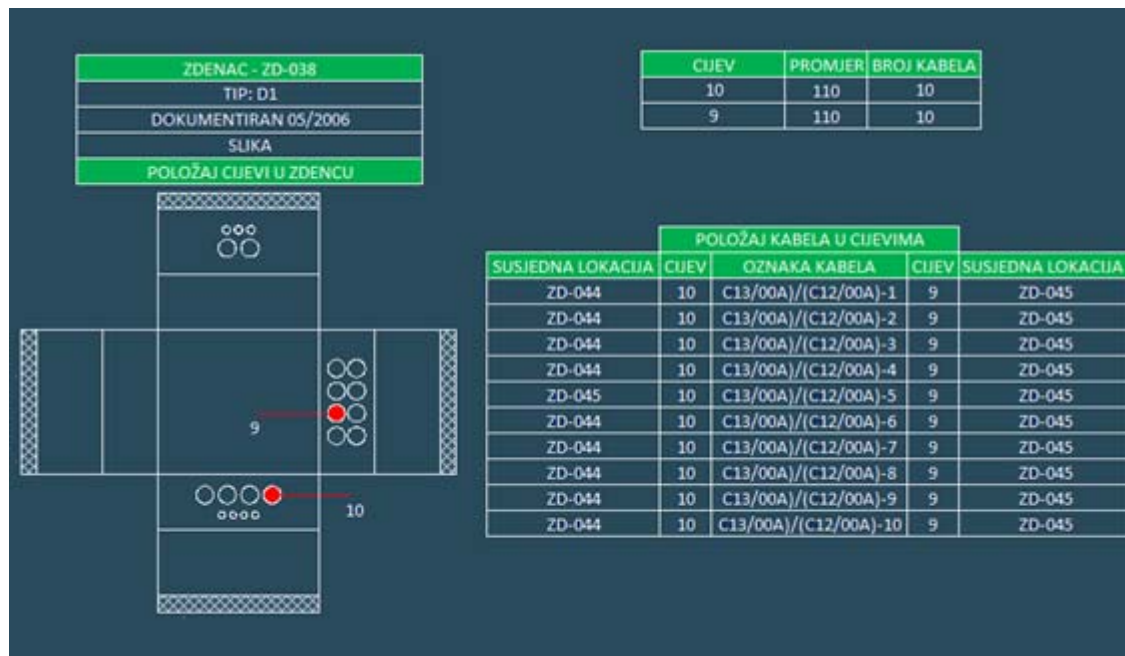 ZDENAC - ZD-038
TIP: D1
DOKUMENTIRAN 05/2006
SLIKA
POLOŽAJ CIJEVI U ZDENCU
CIJEV PROMJER BROJ KABELA
10 110 10
9 110 10
9
10
POLOŽAJ KABELA U CIJEVIMA
SUSJEDNA LOKACIJA CIJEV OZNAKA KABELA CIJEV SUSJEDNA LOKACIJA
ZD-044 10 C13/00A)/(C12/00A)-1 9 ZD-045
ZD-044 10 C13/00A)/(C12/00A)-2 9 ZD-045
ZD-044 10 C13/00A)/(C12/00A)-3 9 ZD-045
ZD-044 10 C13/00A)/(C12/00A)-4 9 ZD-045
ZD-045 10 C13/00A)/(C12/00A)-5 9 ZD-045
ZD-044 10 C13/00A)/(C12/00A)-6 9 ZD-045
ZD-044 10 C13/00A)/(C12/00A)-7 9 ZD-045
ZD-044 10 C13/00A)/(C12/00A)-8 9 ZD-045
ZD-044 10 C13/00A)/(C12/00A)-9 9 ZD-045
ZD-044 10 C13/00A)/(C12/00A)-10 9 ZD-045